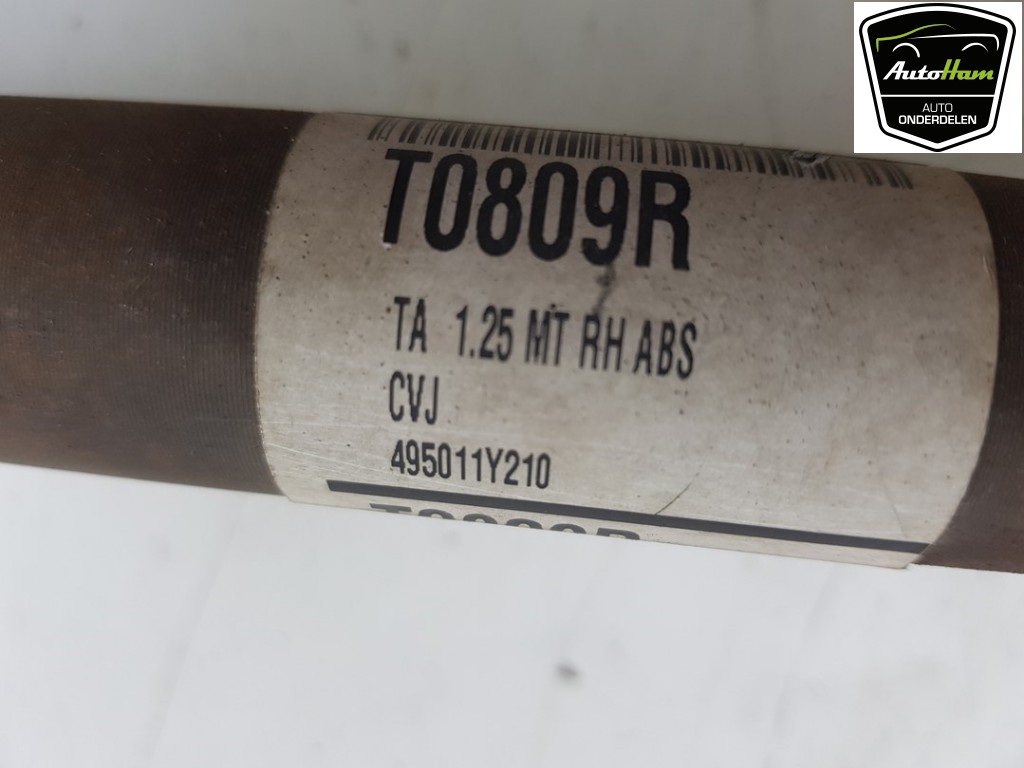 AutoHam
AUTO
ONDERDELEN
T0809R
TA 1.25 MT RH ABS
CVJ
495011Y210